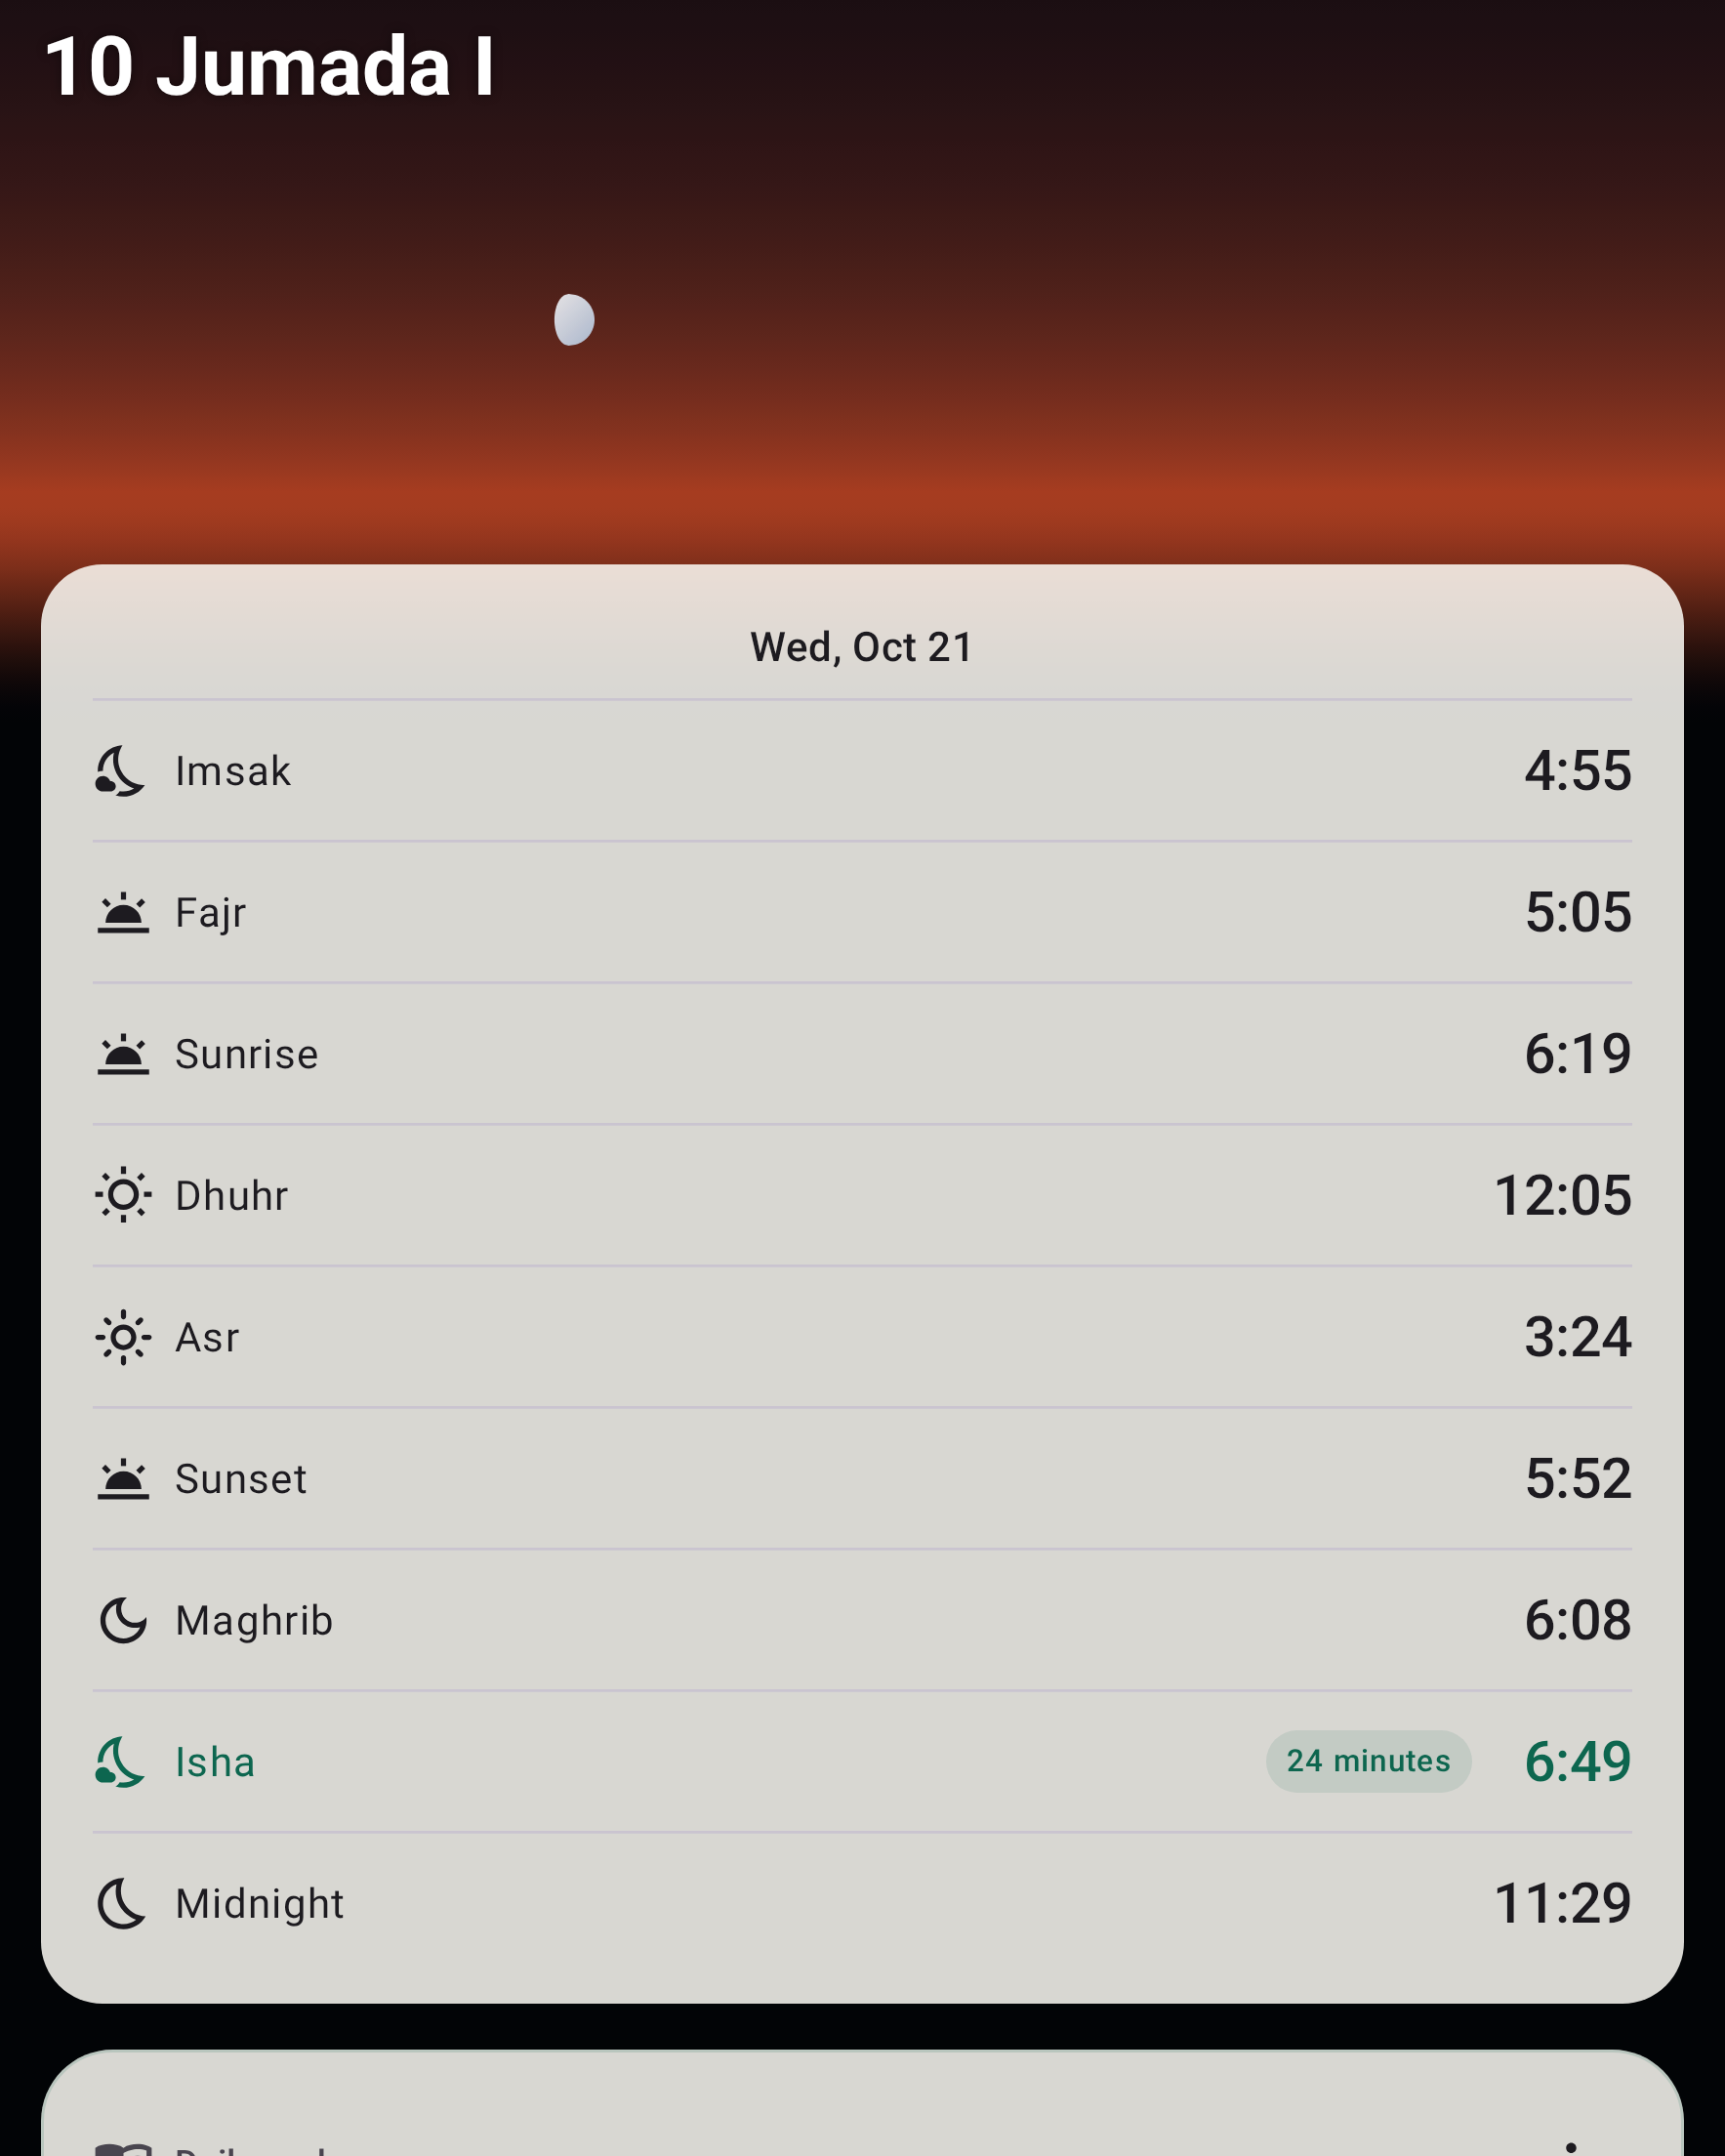 10 Jumada I
Wed, Oct 21
Imsak 4:55
Fajr 5:05
Sunrise 6:19
Dhuhr 12:05
Asr 3:24
Sunset 5:52
Maghrib 6:08
Isha 24 minutes 6:49
Midnight 11:29